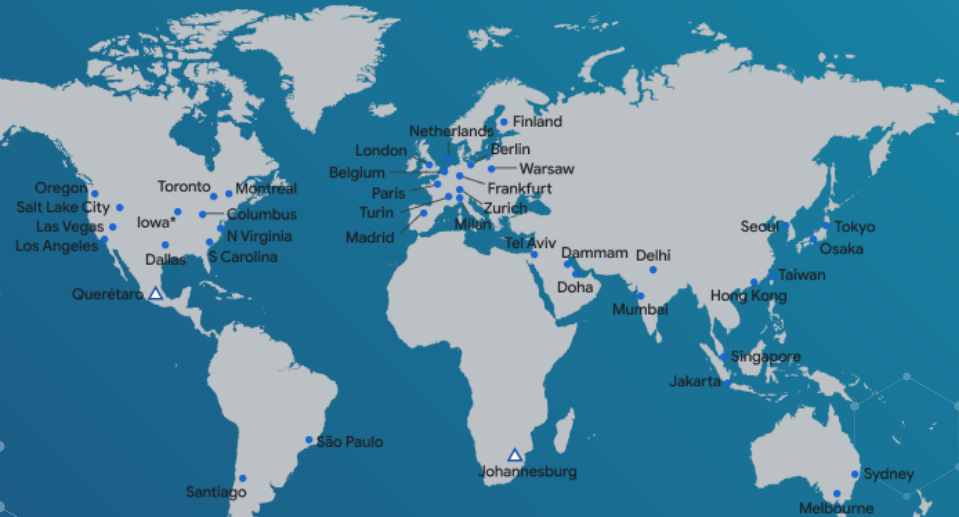 Finland
Netherlands
London
Berlin
Belgium
Warsaw
Oregon
Toronto
Montréal
Paris
Frankfurt
Salt Lake City
Iowa*
Columbus
Turin
Zurich
Las Vegas
Milan
Seoul
Tokyo
Los Angeles
N Virginia
Madrid
Tel Aviv
Osaka
Dallas
S Carolina
Dammam
Delhi
Taiwan
Querétaro
Doha
Hong Kong
Mumbai
Singapore
Jakarta
São Paulo
Johannesburg
Sydney
Santiago
Melbourne